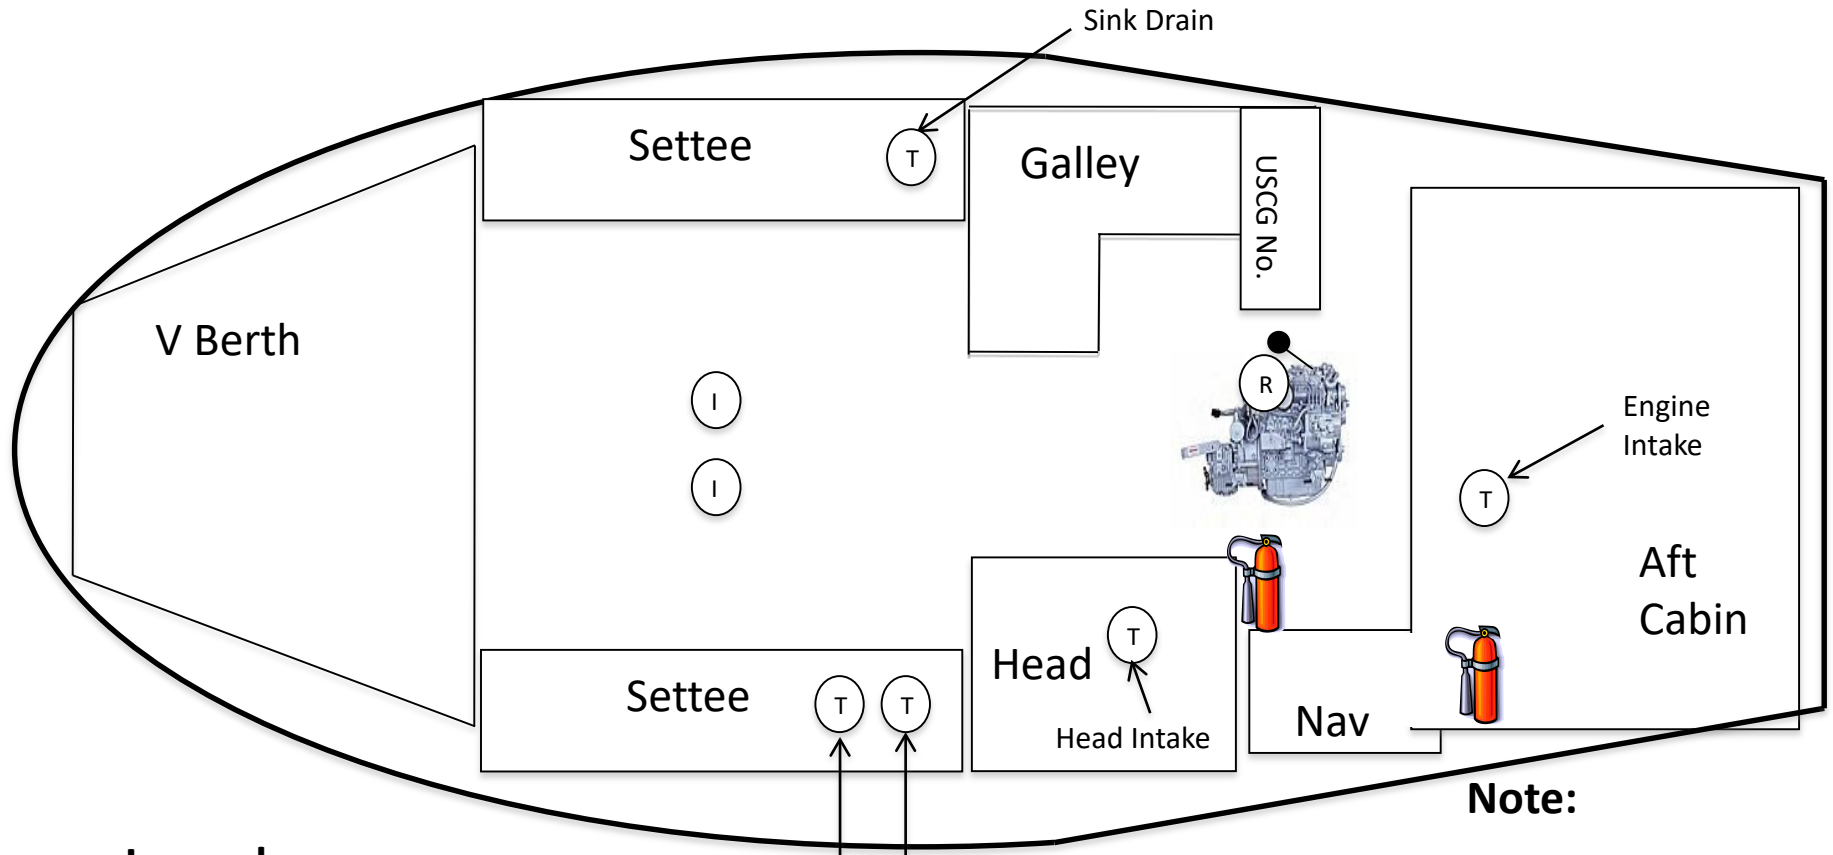 Sink Drain
Settee
T
Galley
USCG No.
V Berth
I
R
I
Engine
Intake
T
Aft
Cabin
T
Head
Settee
T
T
Nav
Head Intake
Note: